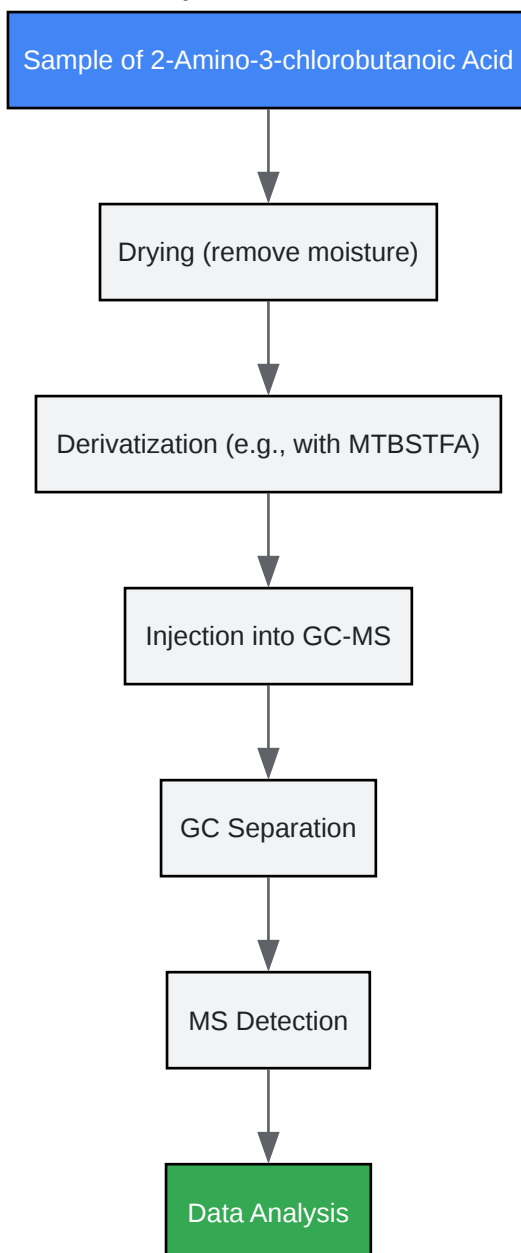 Sample of 2-Amino-3-chlorobutanoic Acid
Drying (remove moisture)
Derivatization (e.g., with MTBSTFA)
Injection into GC-MS
GC Separation
MS Detection
Data Analysis